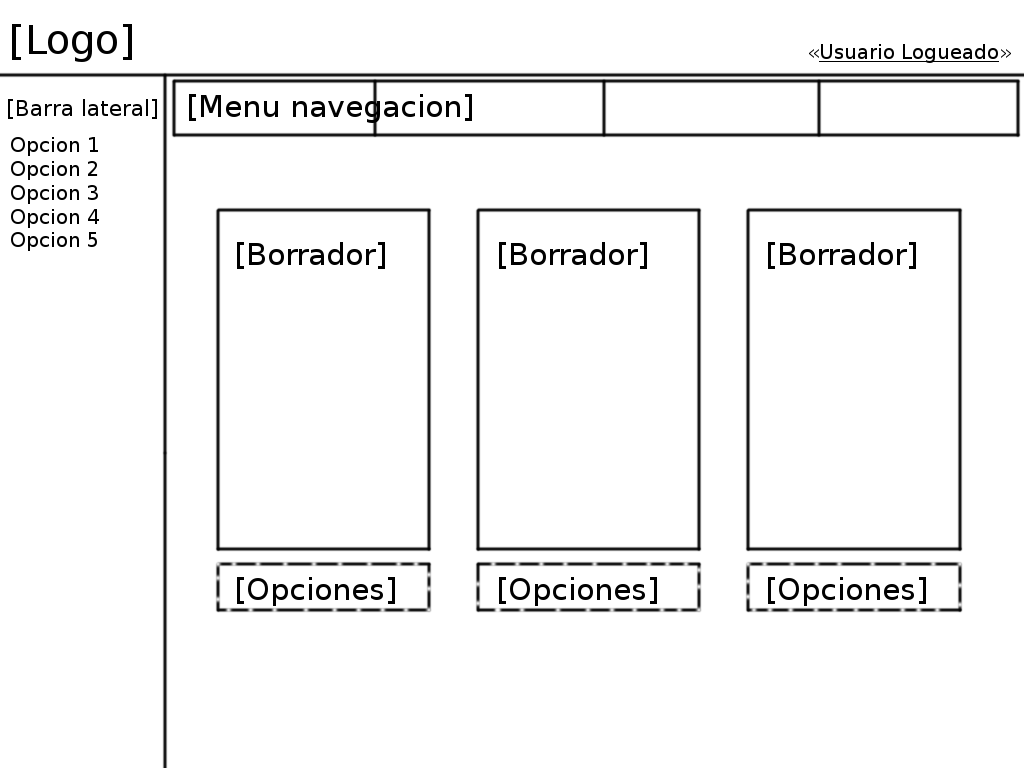 [Logo]
«Usuario Logueado»
[Barra lateral]
Opcion 1
Opcion 2
Opcion 3
Opcion 4
Opcion 5
[Menu navegacion]
[Borrador]
[Borrador]
[Borrador]
[Opciones]
[Opciones]
[Opciones]